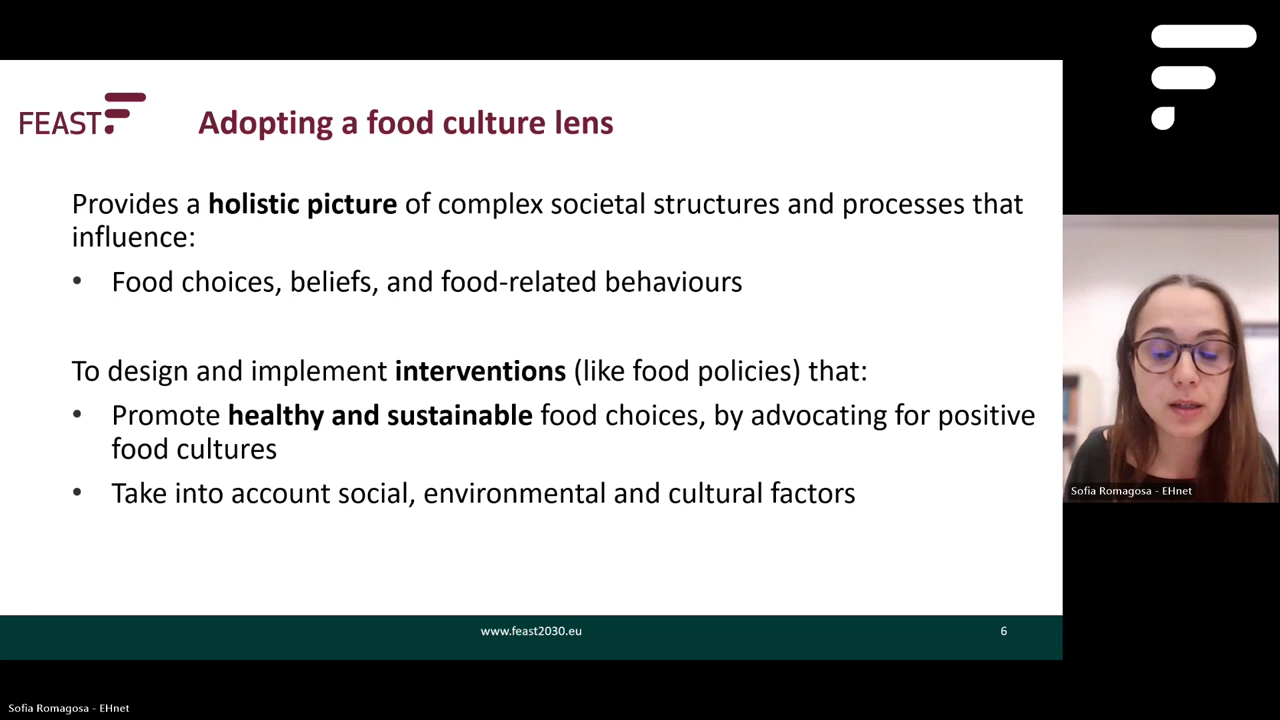 FEAST
Adopting a food culture lens
Provides a holistic picture of complex societal structures and processes that
influence:
• Food choices, beliefs, and food-related behaviours
To design and implement interventions (like food policies) that:
• Promote healthy and sustainable food choices, by advocating for positive
food cultures
• Take into account social, environmental and cultural factors
www.feast2030.eu
6
Sofia Romagosa - EHnet
Sofia Romagosa - EHnet